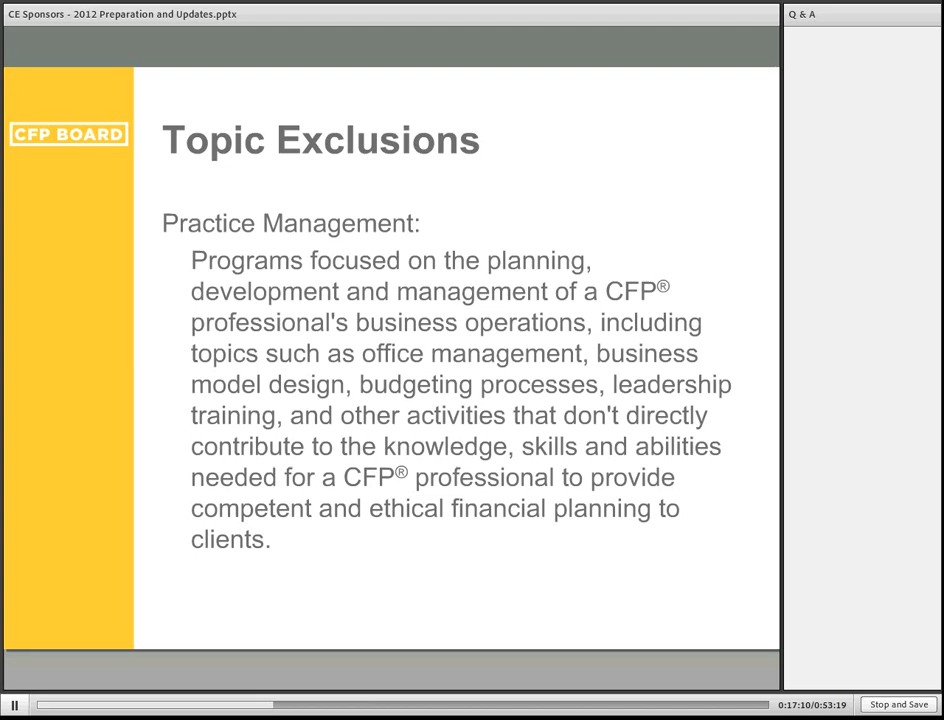 CE Sponsors - 2012 Preparation and Updates.pptx
Q & A
CFP BOARD
Topic Exclusions
Practice Management:
Programs focused on the planning,
development and management of a CFP®
professional's business operations, including
topics such as office management, business
model design, budgeting processes, leadership
training, and other activities that don't directly
contribute to the knowledge, skills and abilities
needed for a CFP® professional to provide
competent and ethical financial planning to
clients.
0:17:10/0:53:19
Stop and Save